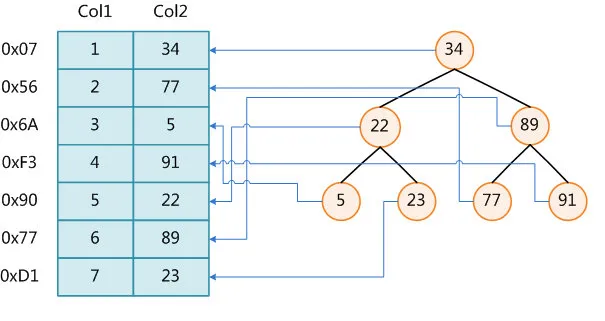 Col1 Col2
0x07 1 34 34
0x56 2 77
0x6A 3 5 22 89
0xF3 4 91
0x90 5 22 5 23 77 91
0x77 6 89
0xD1 7 23